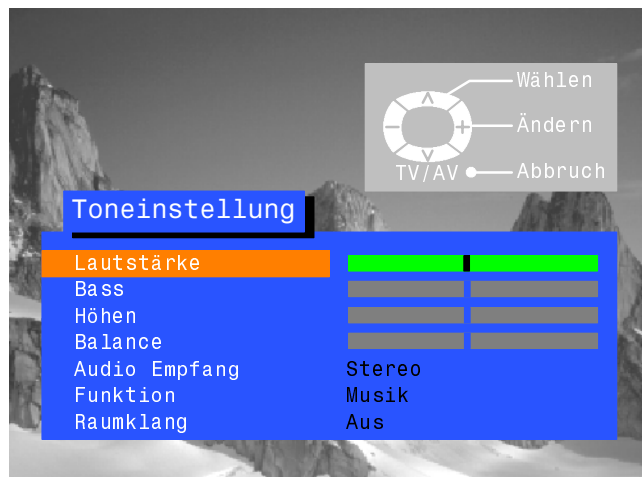 Wählen
Ändern
TV/AV Abbruch
Toneinstellung
Lautstärke
Bass
Höhen
Balance
Audio Empfang Stereo
Funktion Musik
Raumklang Aus